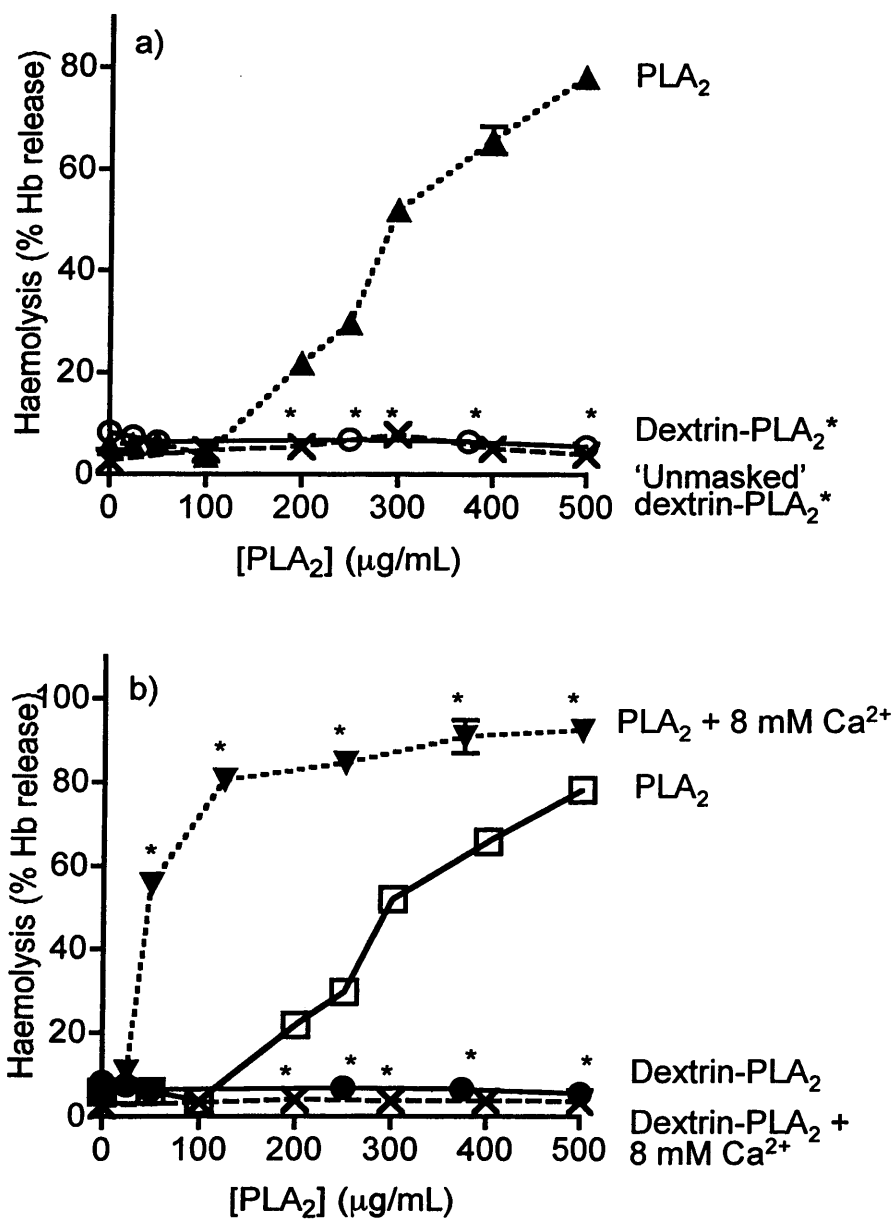 a)
80
60
40
20
0
Haemolysis (% Hb release)
PLA₂
* * * * *
Dextrin-PLA₂*
'Unmasked'
dextrin-PLA₂*
0 100 200 300 400 500
[PLA₂] (μg/mL)
b)
100
80
60
40
20
0
Haemolysis (% Hb release)
* * * * *
PLA₂ + 8 mM Ca²⁺
PLA₂
* * * * *
Dextrin-PLA₂
Dextrin-PLA₂ +
8 mM Ca²⁺
0 100 200 300 400 500
[PLA₂] (μg/mL)